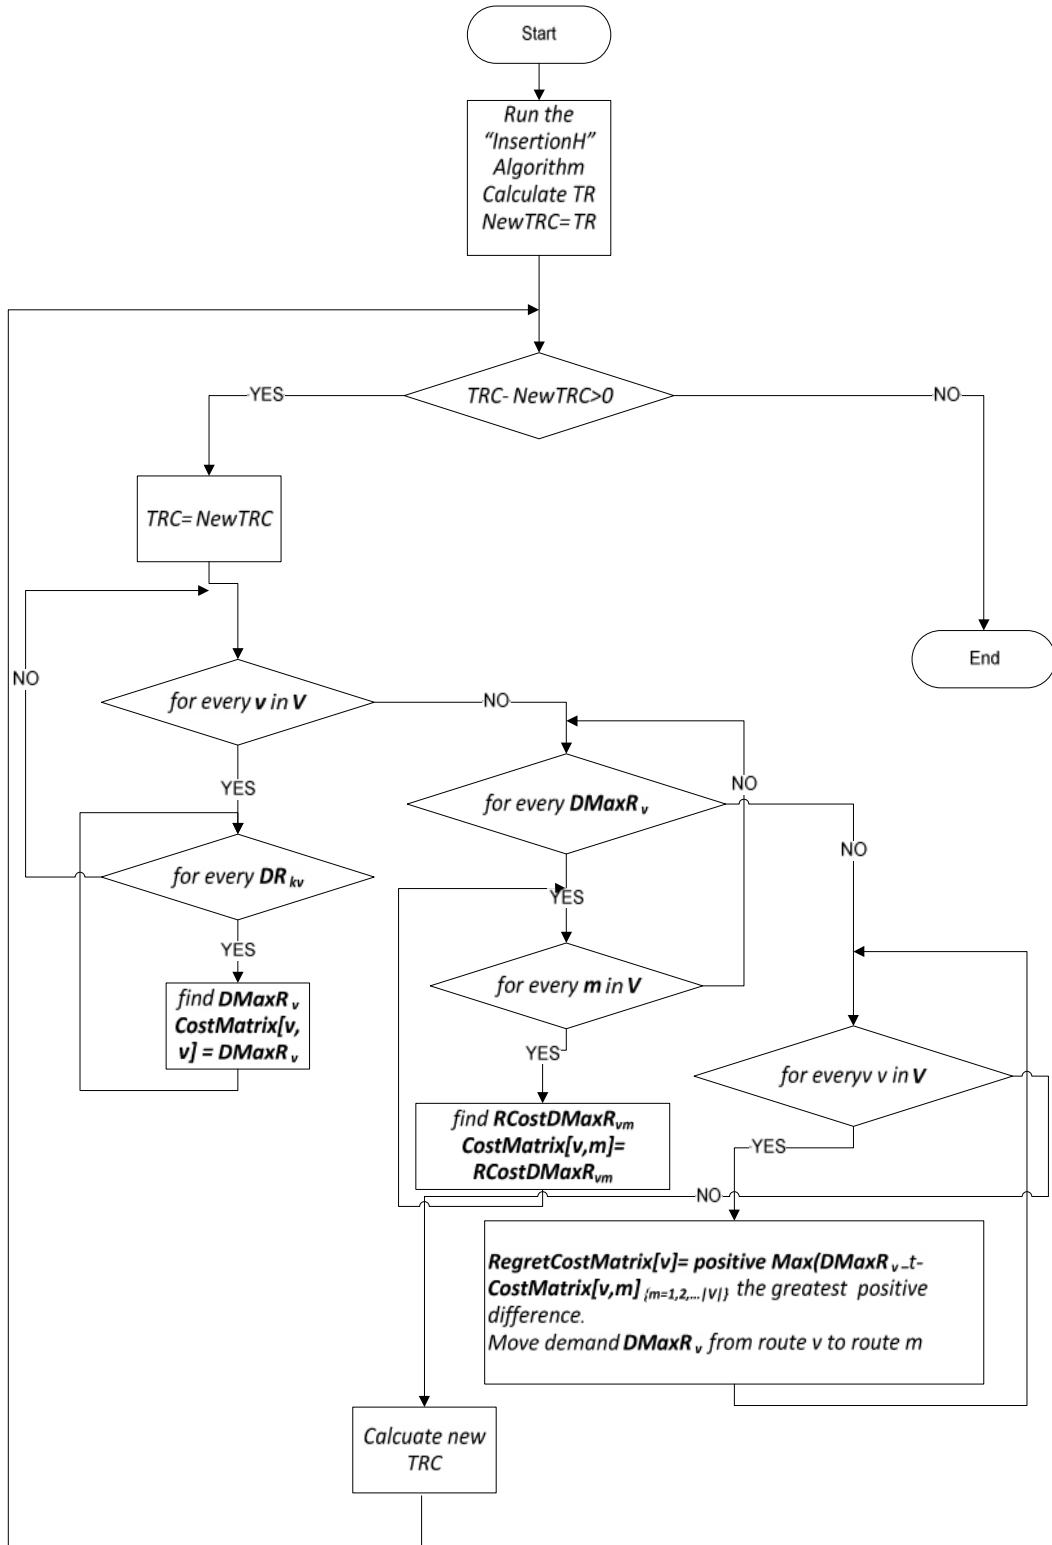 Start
Run the
“InsertionH”
Algorithm
Calculate TR
NewTRC=TR
TRC- NewTRC>0
YES
NO
TRC= NewTRC
End
NO
for every v in V
NO
YES
for every DMaxR v
NO
NO
for every DR kv
YES
YES
for every m in V
find DMaxR v
CostMatrix[v,
v] = DMaxR v
YES
for everyv v in V
find RCostDMaxR vm
CostMatrix[v,m]=
RCostDMaxR vm
YES
NO
RegretCostMatrix[v]= positive Max(DMaxR v -t-
CostMatrix[v,m] {m=1,2,...|V|} the greatest positive
difference.
Move demand DMaxR v from route v to route m
Calcuate new
TRC